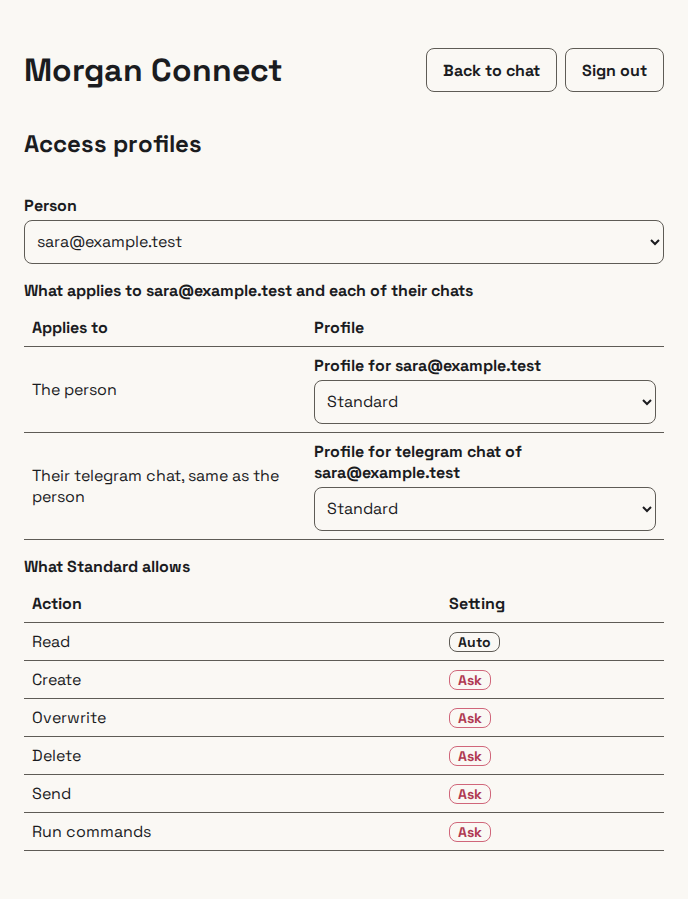 Morgan Connect
Back to chat
Sign out
Access profiles
Person
sara@example.test
What applies to sara@example.test and each of their chats
Applies to
Profile
The person
Profile for sara@example.test
Standard
Their telegram chat, same as the
person
Profile for telegram chat of
sara@example.test
Standard
What Standard allows
Action
Setting
Read
Auto
Create
Ask
Overwrite
Ask
Delete
Ask
Send
Ask
Run commands
Ask